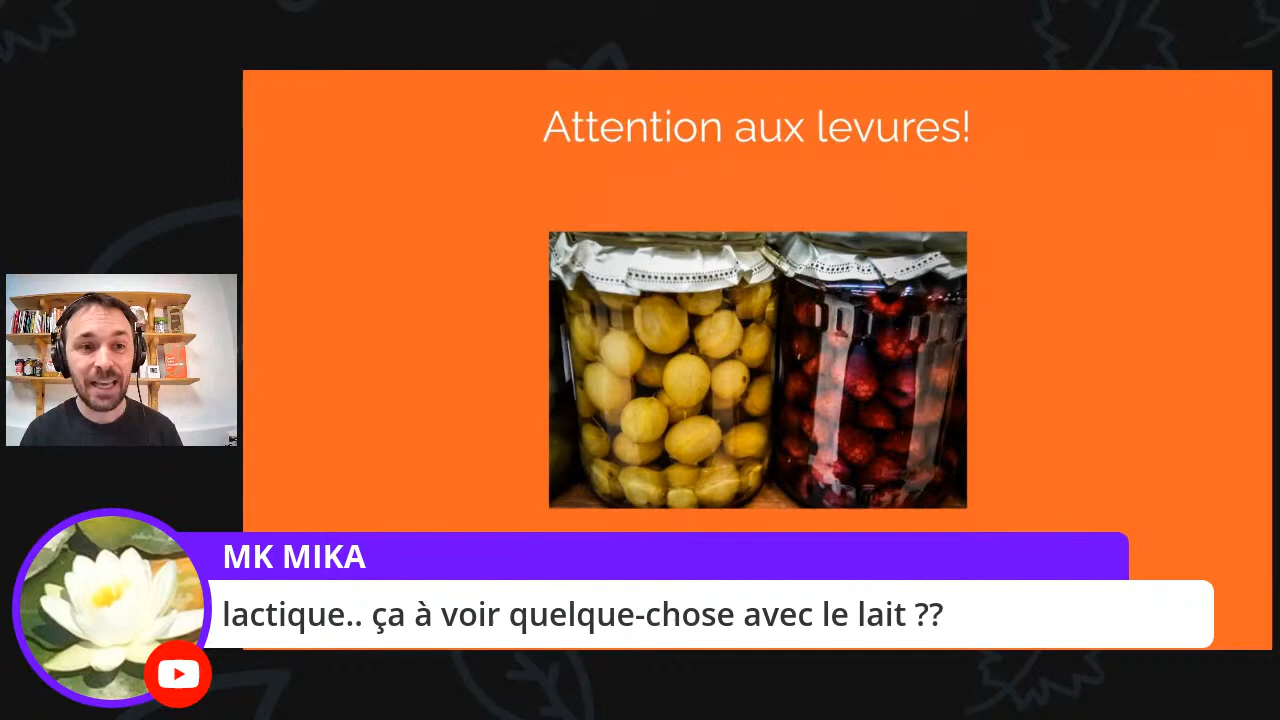 Attention aux levures!
MK MIKA
lactique.. ça à voir quelque-chose avec le lait ??